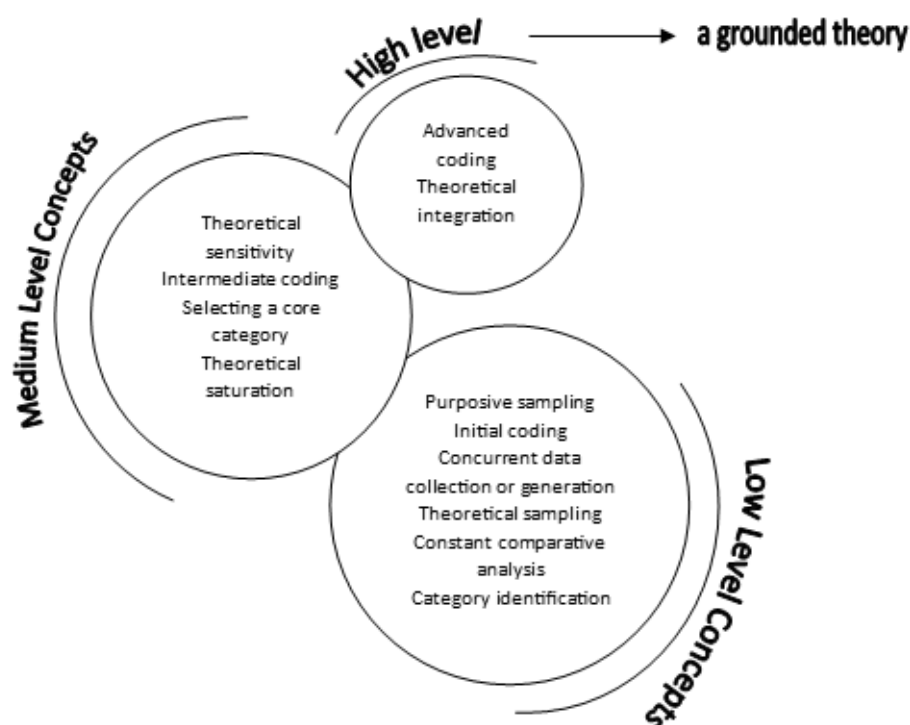 High level
a grounded theory
Advanced
coding
Theoretical
integration
Medium Level Concepts
Theoretical
sensitivity
Intermediate coding
Selecting a core
category
Theoretical
saturation
Purposive sampling
Initial coding
Concurrent data
collection or generation
Theoretical sampling
Constant comparative
analysis
Category identification
Low Level Concepts